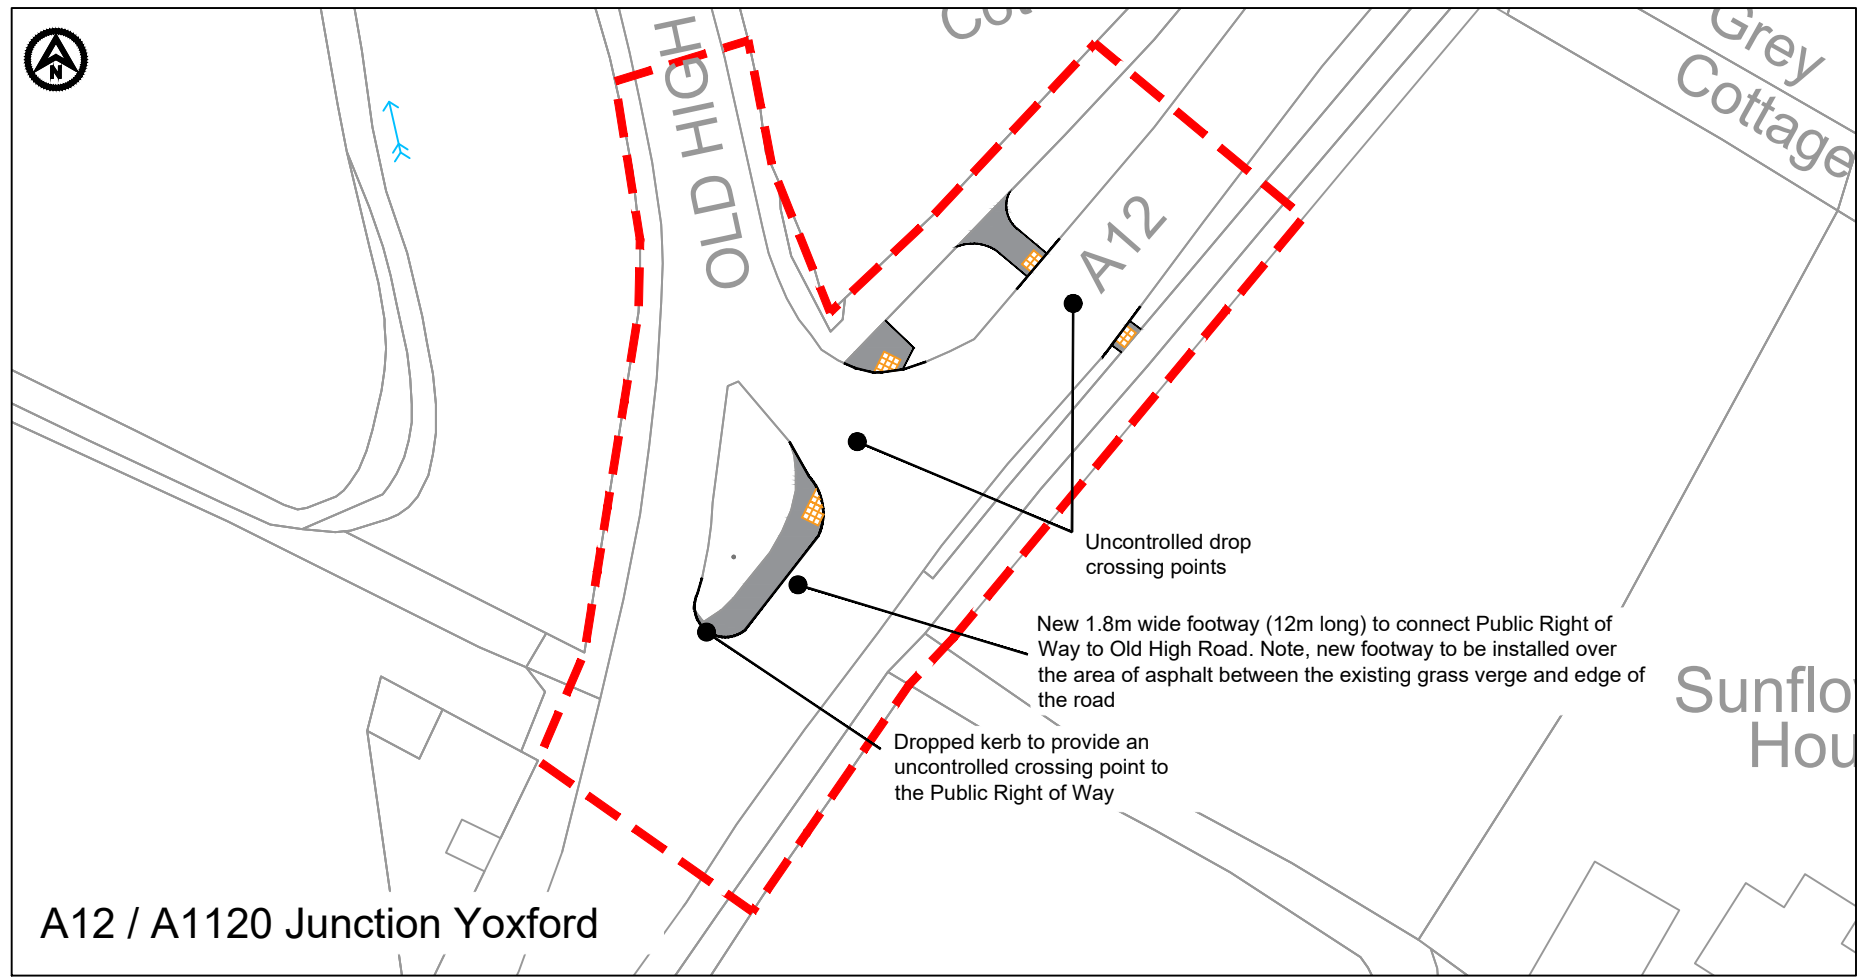 N
OLD HIGH
Grey
Cottage
A12
Uncontrolled drop
crossing points
New 1.8m wide footway (12m long) to connect Public Right of
Way to Old High Road. Note, new footway to be installed over
the area of asphalt between the existing grass verge and edge of
the road
Dropped kerb to provide an
uncontrolled crossing point to
the Public Right of Way
A12 / A1120 Junction Yoxford